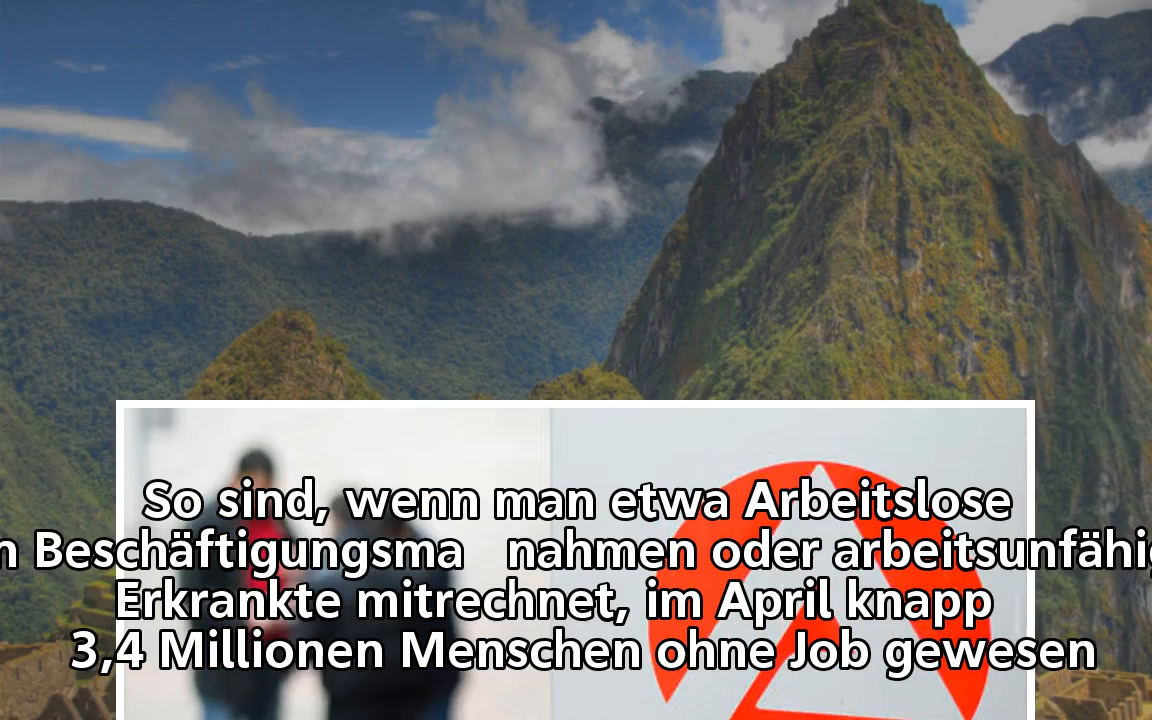 So sind, wenn man etwa Arbeitslose
n Beschäftigungsma nahmen oder arbeitsunfähig
Erkrankte mitrechnet, im April knapp
3,4 Millionen Menschen ohne Job gewesen